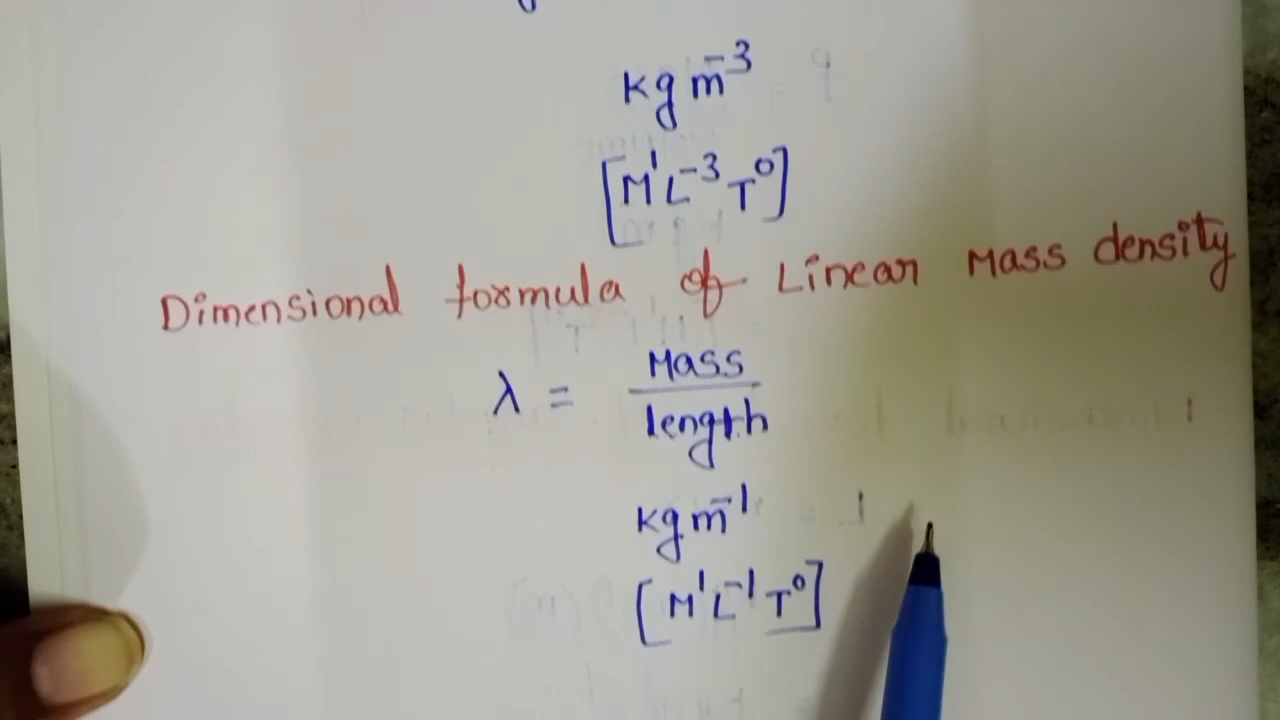 kg m⁻³
[M¹L⁻³T⁰]
Dimensional formula of Linear Mass density
λ = Mass / length
kg m⁻¹
[M¹L⁻¹T⁰]